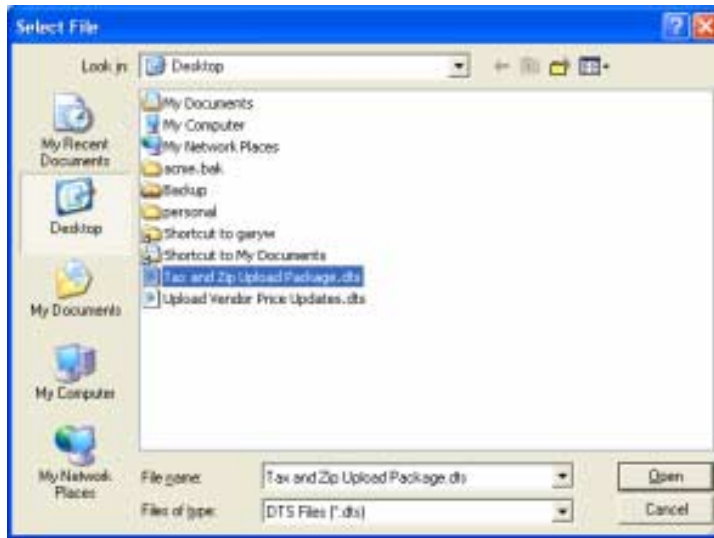 Select File
Look in: Desktop
My Recent Documents
Desktop
My Documents
My Computer
My Network Places
My Documents
My Computer
My Network Places
acme.bak
Backup
personal
Shortcut to garyw
Shortcut to My Documents
Tax and Zip Upload Package.dts
Upload Vendor Price Updates.dts
File name: Tax and Zip Upload Package.dts
Open
Files of type: DTS Files (*.dts)
Cancel